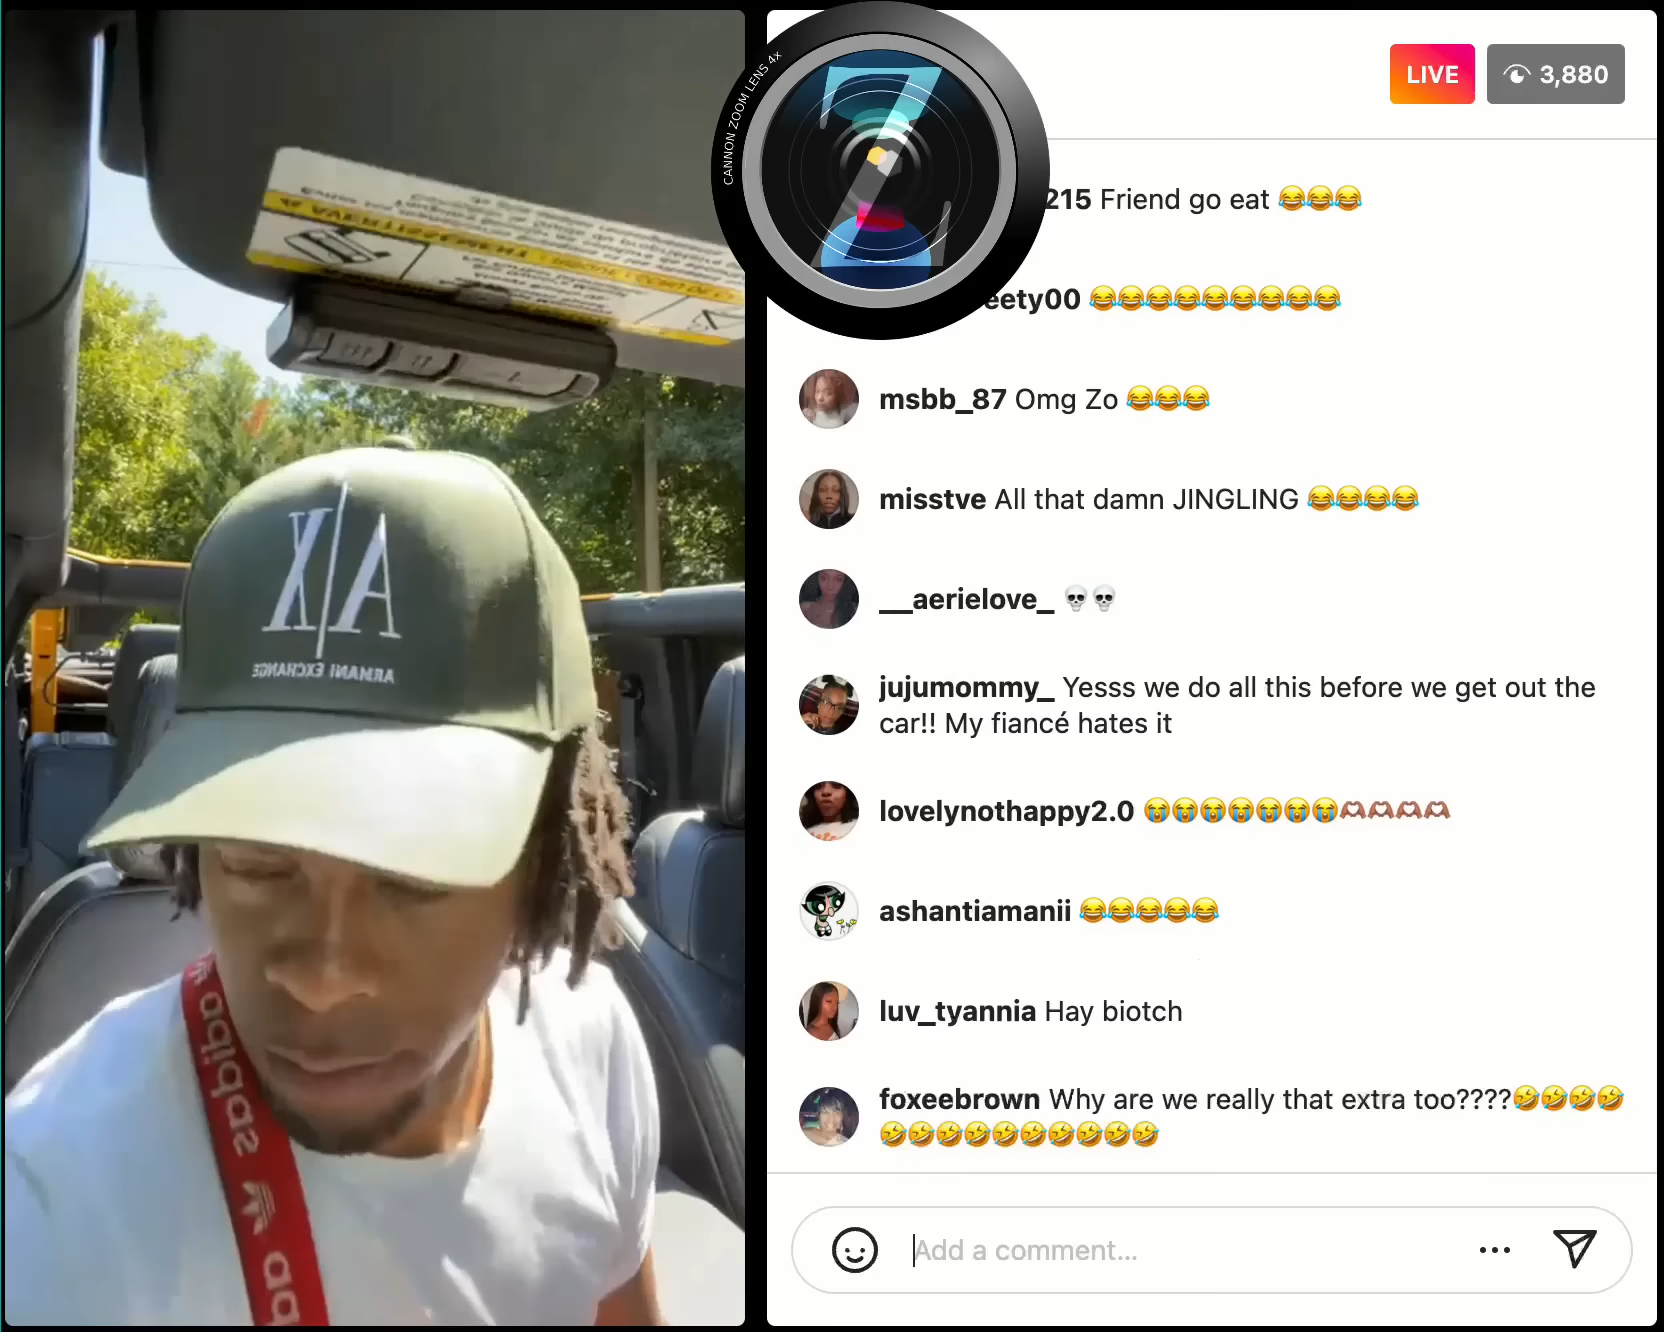 CANNON ZOOM LENS 4x
Z
LIVE
3,880
215 Friend go eat 😂😂😂
eety00 😂😂😂😂😂😂😂😂😂
msbb_87 Omg Zo 😂😂😂
misstve All that damn JINGLING 😂😂😂😂
__aerielove_ 💀💀
jujumommy_ Yesss we do all this before we get out the
car!! My fiancé hates it
lovelynothappy2.0 😭😭😭😭😭😭😭🫶🏾🫶🏾🫶🏾🫶🏾
ashantiamanii 😂😂😂😂😂
luv_tyannia Hay biotch
foxeebrown Why are we really that extra too????🤣🤣🤣🤣
🤣🤣🤣🤣🤣🤣🤣🤣🤣🤣
Add a comment...
A|X
ARMANI EXCHANGE
adidas